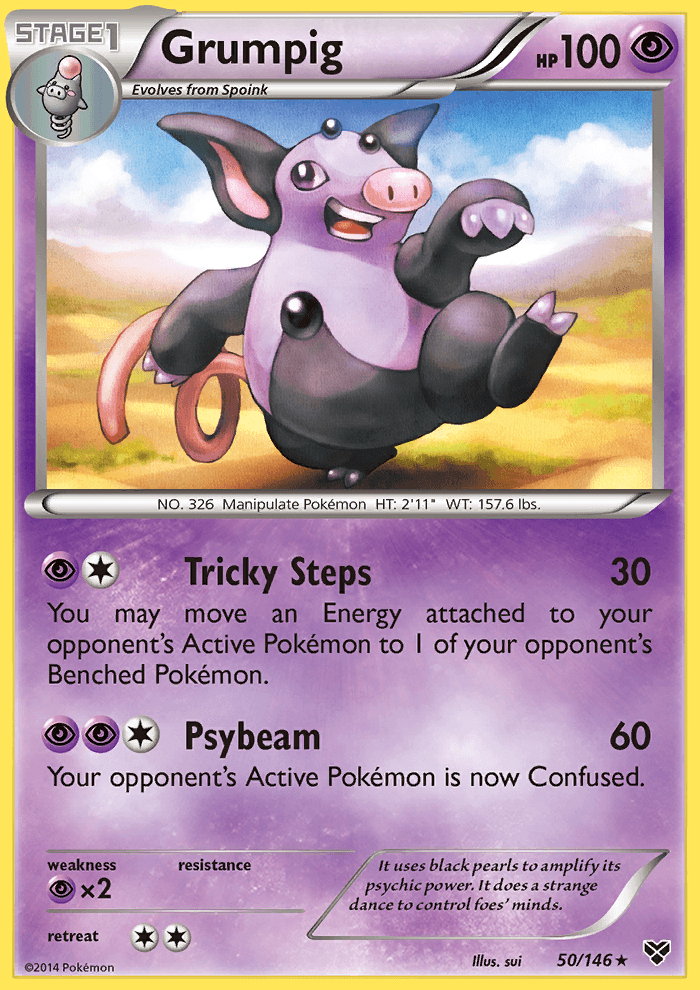 STAGE1
Grumpig
HP100
Evolves from Spoink
NO. 326 Manipulate Pokémon HT: 2'11" WT: 157.6 lbs.
Tricky Steps 30
You may move an Energy attached to your
opponent's Active Pokémon to 1 of your opponent's
Benched Pokémon.
Psybeam 60
Your opponent's Active Pokémon is now Confused.
weakness resistance
×2
It uses black pearls to amplify its
psychic power. It does a strange
dance to control foes' minds.
retreat
Illus. sui 50/146★
©2014 Pokémon